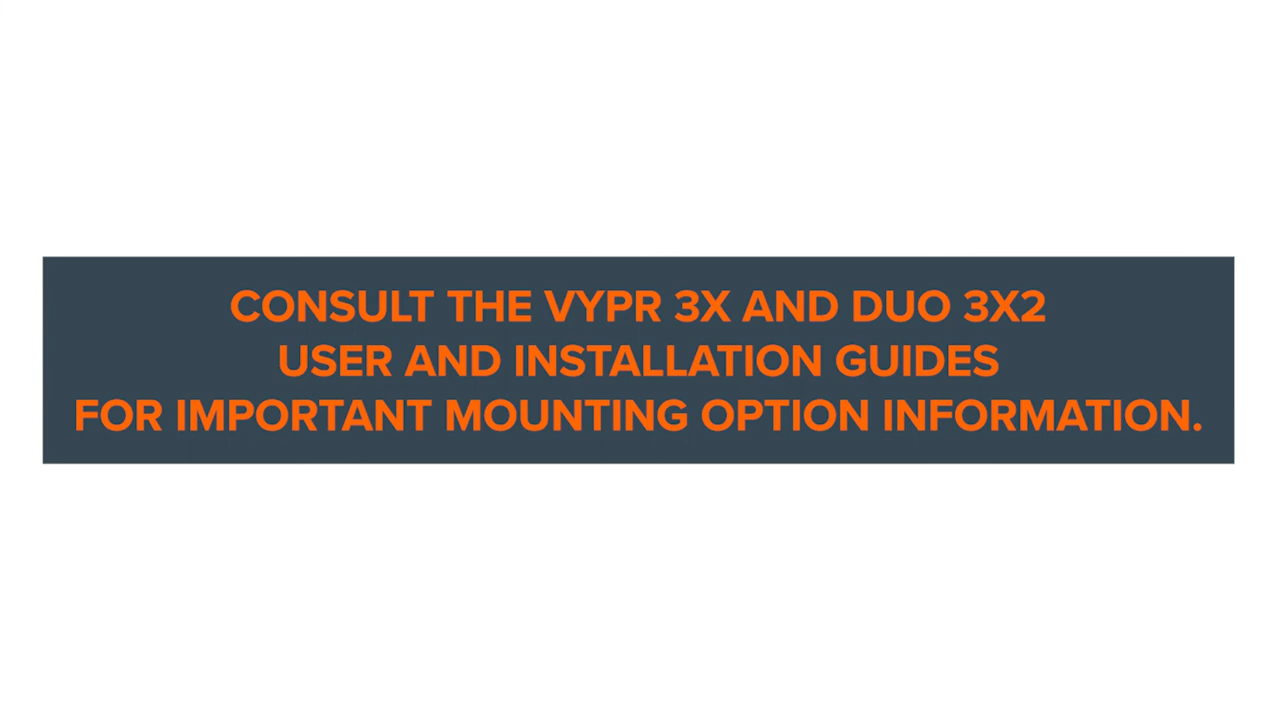 CONSULT THE VYPR 3X AND DUO 3X2
USER AND INSTALLATION GUIDES
FOR IMPORTANT MOUNTING OPTION INFORMATION.